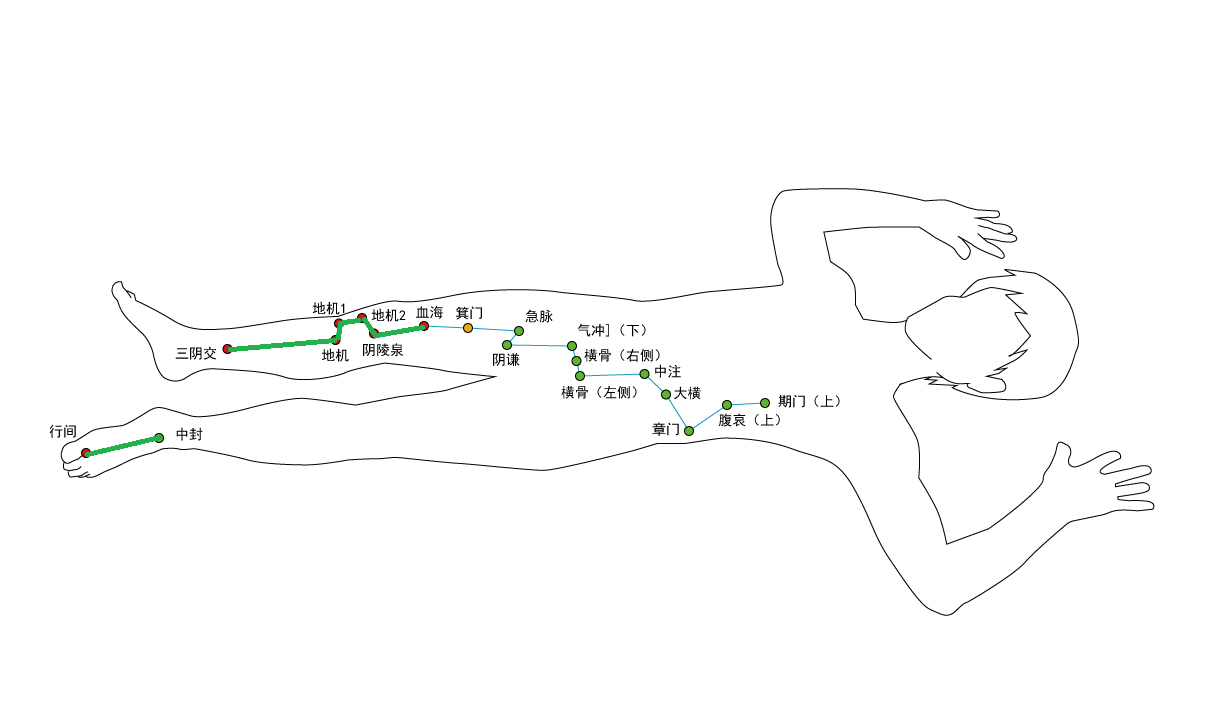 地机1
地机2
血海
箕门
急脉
三阴交
地机
阴陵泉
阴谦
气冲]（下）
横骨（右侧）
横骨（左侧）
中注
大横
章门
腹哀（上）
期门（上）
行间
中封